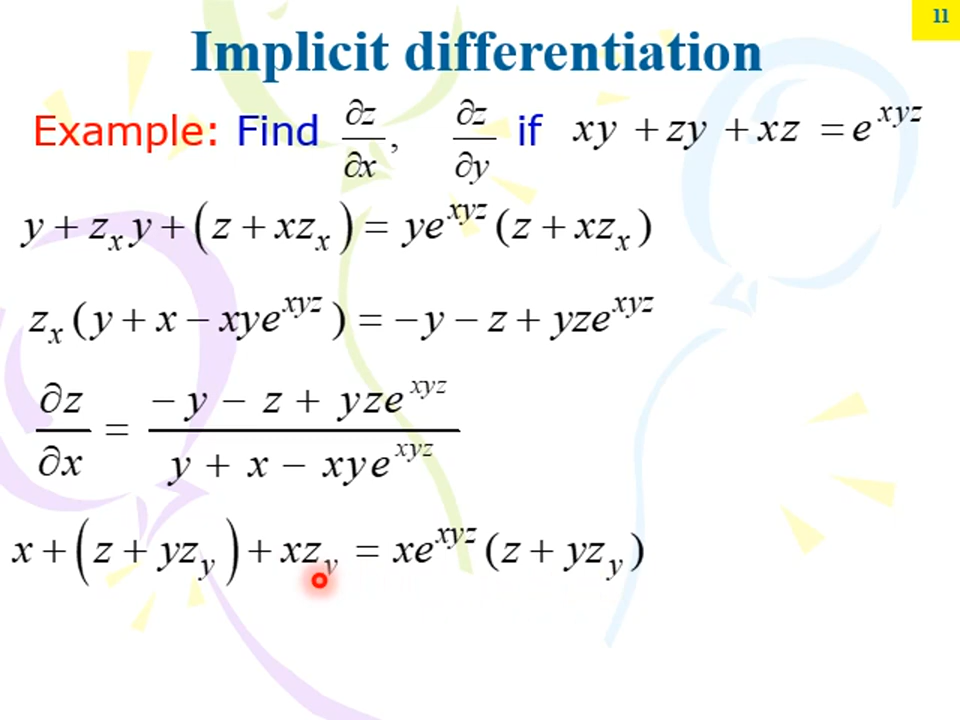 11
Implicit differentiation
Example: Find ∂z/∂x, ∂z/∂y if xy + zy + xz = e^{xyz}
y + z_x y + (z + xz_x) = ye^{xyz} (z + xz_x)
z_x (y + x − xye^{xyz}) = −y − z + yze^{xyz}
∂z/∂x = (−y − z + yze^{xyz})/(y + x − xye^{xyz})
x + (z + yz_y) + xz_y = xe^{xyz} (z + yz_y)